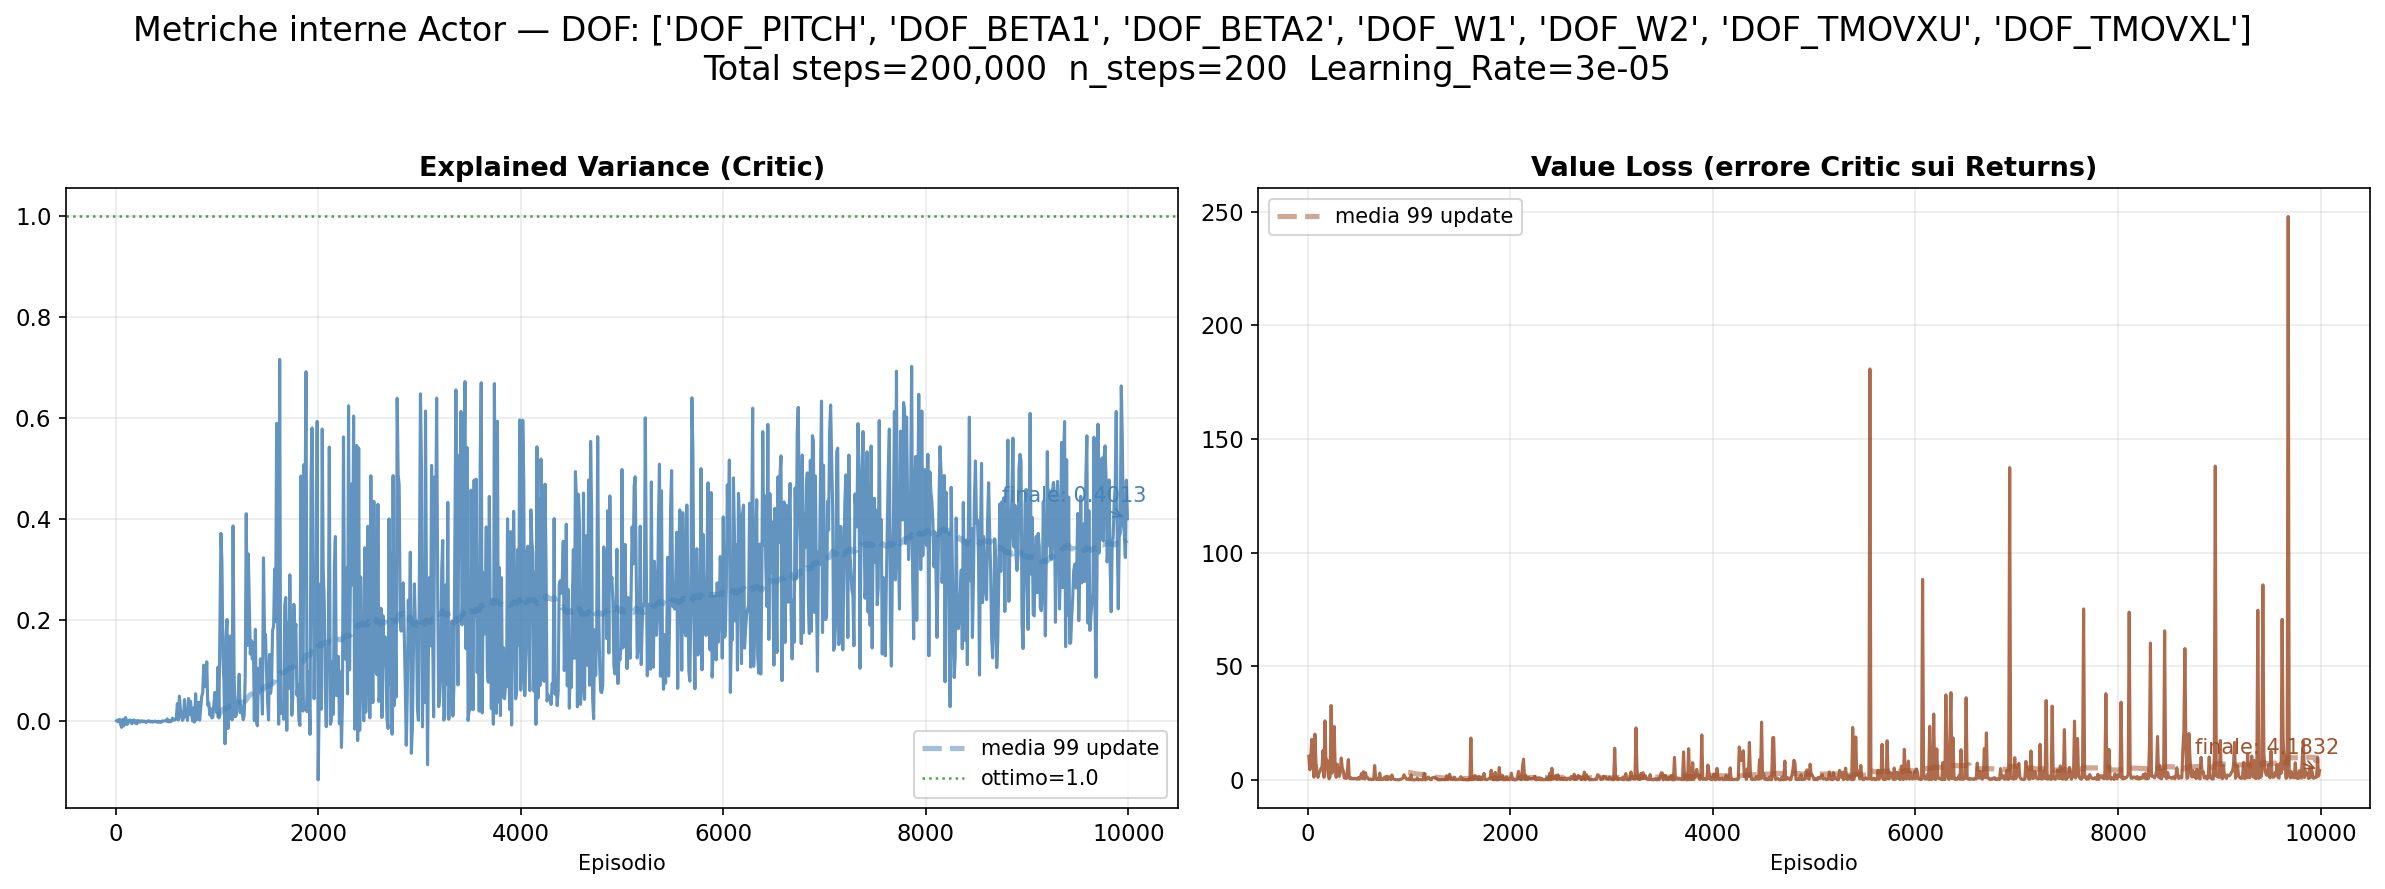 Metriche interne Actor — DOF: ['DOF_PITCH', 'DOF_BETA1', 'DOF_BETA2', 'DOF_W1', 'DOF_W2', 'DOF_TMOVXU', 'DOF_TMOVXL']
Total steps=200,000  n_steps=200  Learning_Rate=3e-05
Explained Variance (Critic)
1.0
0.8
0.6
0.4
0.2
0.0
finale: 0.4013
media 99 update
ottimo=1.0
0 2000 4000 6000 8000 10000
Episodio
Value Loss (errore Critic sui Returns)
media 99 update
250
200
150
100
50
0
finale: 4.1832
0 2000 4000 6000 8000 10000
Episodio